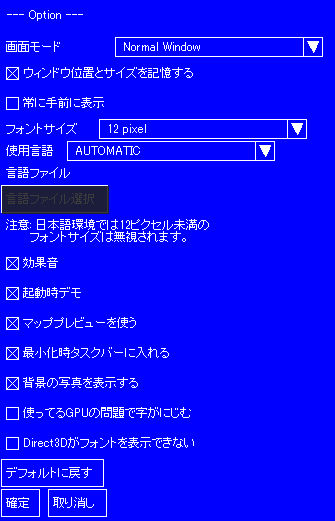 --- Option ---
画面モード Normal Window
ウィンドウ位置とサイズを記憶する
常に手前に表示
フォントサイズ 12 pixel
使用言語 AUTOMATIC
言語ファイル
言語ファイル選択
注意: 日本語環境では12ピクセル未満の
フォントサイズは無視されます。
効果音
起動時デモ
マッププレビューを使う
最小化時タスクバーに入れる
背景の写真を表示する
使ってるGPUの問題で字がにじむ
Direct3Dがフォントを表示できない
デフォルトに戻す
確定 取り消し